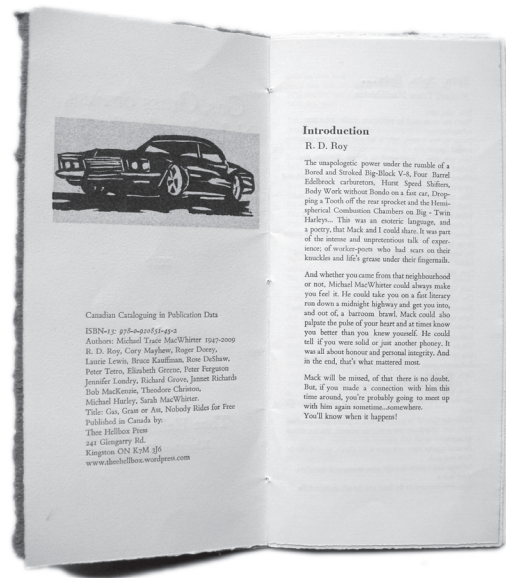 Canadian Cataloguing in Publication Data
ISBN-13: 978-0-920851-45-2
Authors: Michael Trace MacWhirter 1947-2009
R. D. Roy, Cory Mayhew, Roger Dorey,
Laurie Lewis, Bruce Kauffman, Rose DeShaw,
Peter Tetro, Elizabeth Greene, Peter Ferguson
Jennifer Londry, Richard Grove, Jannet Richards
Bob MacKenzie, Theodore Christou,
Michael Hurley, Sarah MacWhirter.
Title: Gas, Grass or Ass, Nobody Rides for Free
Published in Canada by:
Thee Hellbox Press
241 Glengarry Rd.
Kingston ON K7M 3J6
www.theehellbox.wordpress.com
Introduction
R. D. Roy
The unapologetic power under the rumble of a
Bored and Stroked Big-Block V-8, Four Barrel
Edelbrock carburetors, Hurst Speed Shifters,
Body Work without Bondo on a fast car, Drop-
ping a Tooth off the rear sprocket and the Hemi-
spherical Combustion Chambers on Big - Twin
Harleys... This was an esoteric language, and
a poetry, that Mack and I could share. It was part
of the intense and unpretentious talk of exper-
ience; of worker-poets who had scars on their
knuckles and life's grease under their fingernails.
And whether you came from that neighbourhood
or not, Michael MacWhirter could always make
you feel it. He could take you on a fast literary
run down a midnight highway and get you into,
and out of, a barroom brawl. Mack could also
palpate the pulse of your heart and at times know
you better than you knew yourself. He could
tell if you were solid or just another phoney. It
was all about honour and personal integrity. And
in the end, that's what mattered most.
Mack will be missed, of that there is no doubt.
But, if you made a connection with him this
time around, you're probably going to meet up
with him again sometime...somewhere.
You'll know when it happens!